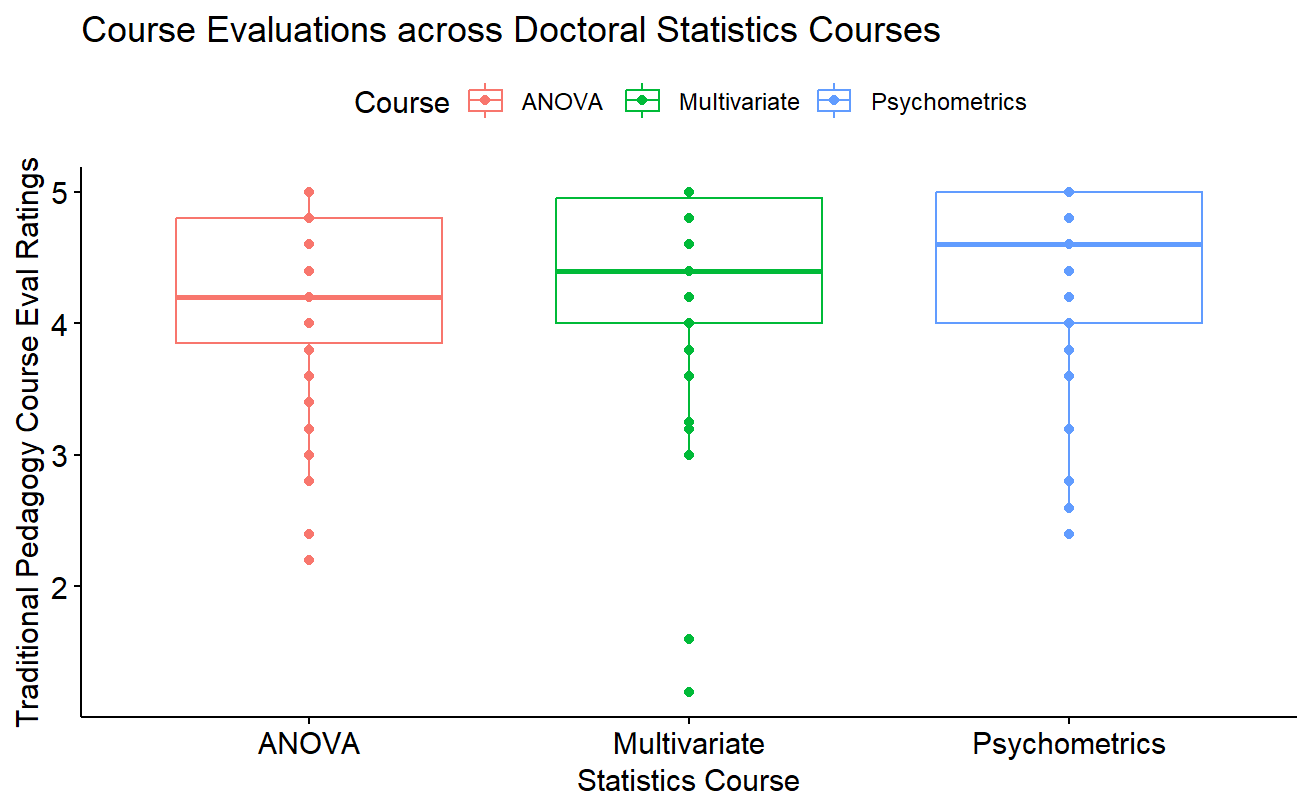 Course Evaluations across Doctoral Statistics Courses
Course ANOVA Multivariate Psychometrics
Traditional Pedagogy Course Eval Ratings
5
4
3
2
ANOVA Multivariate Psychometrics
Statistics Course